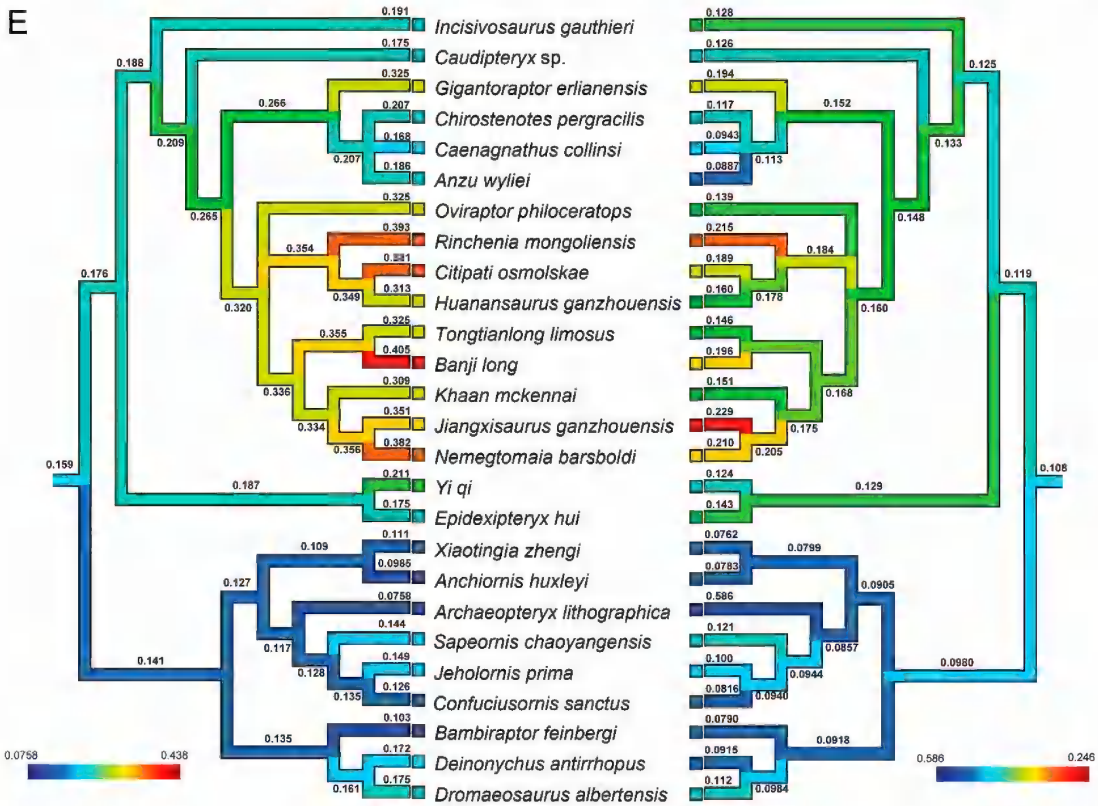 E
0.191 Incisivosaurus gauthieri 0.128
0.175 Caudipteryx sp. 0.126
0.188 0.125
0.325 Gigantoraptor erlianensis 0.194
0.266 0.152
0.207 Chirostenotes pergracilis 0.117
0.209 0.133
0.168 Caenagnathus collinsi 0.0943
0.207 0.113
0.186 Anzu wyliei 0.0887
0.265 0.148
0.325 Oviraptor philoceratops 0.139
0.393 Rinchenia mongoliensis 0.215
0.354 0.184
Citipati osmolskae 0.189
0.176 0.119
0.349 0.178
0.313 Huanansaurus ganzhouensis 0.160
0.320 0.160
0.325 Tongtianlong limosus 0.146
0.355
0.405 Banji long 0.196
0.336 0.168
0.309 Khaan mckennai 0.151
0.334 0.175
0.351 Jiangxisaurus ganzhouensis 0.229
0.356 0.205
0.382 Nemegtomaia barsboldi 0.210
0.159 0.108
0.211 Yi qi 0.124
0.187 0.129
0.175 Epidexipteryx hui 0.143
0.111 Xiaotingia zhengi 0.0762
0.109 0.0799
0.0985 Anchiornis huxleyi 0.0783
0.127 0.0905
0.0758 Archaeopteryx lithographica 0.586
0.144 Sapeornis chaoyangensis 0.121
0.117 0.0857
0.149 Jeholornis prima 0.100
0.128 0.0944
0.141 0.0980
0.126 Confuciusornis sanctus 0.0816
0.135 0.0940
0.103 Bambiraptor feinbergi 0.0790
0.135 0.0918
0.172 Deinonychus antirrhopus 0.0915
0.175 Dromaeosaurus albertensis 0.112
0.161 0.0984
0.0758 0.438
0.586 0.246